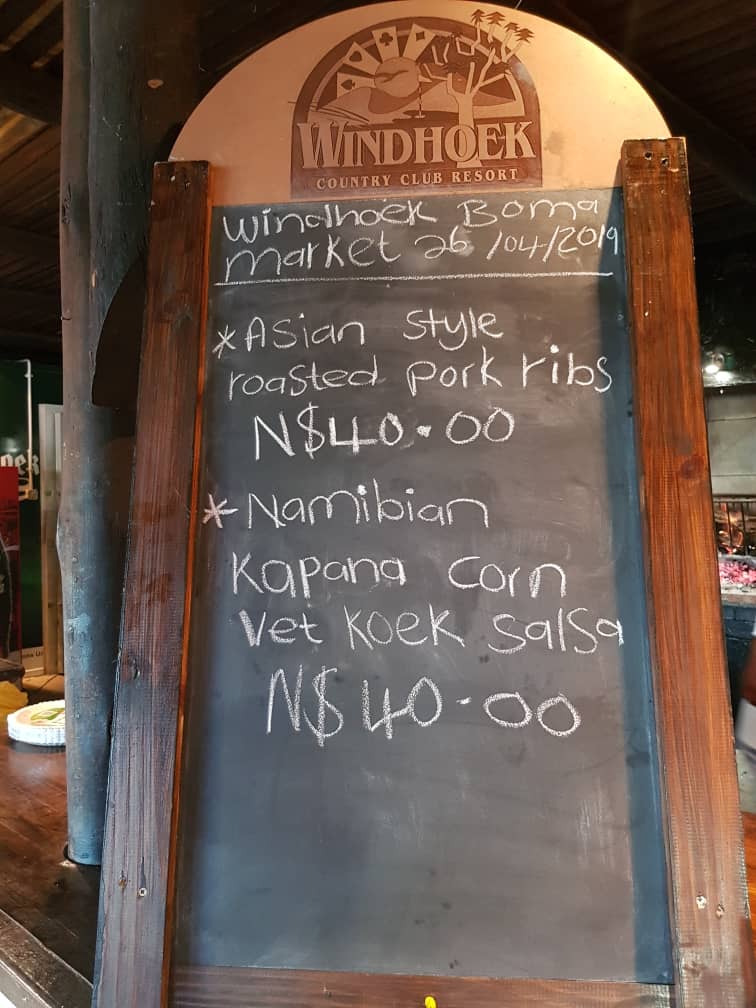 WINDHOEK
COUNTRY CLUB RESORT
Windhoek Boma
market 26/04/2019
*Asian style
roasted pork ribs
N$40.00
*Namibian
Kapana corn
Vet Koek salsa
N$40-00